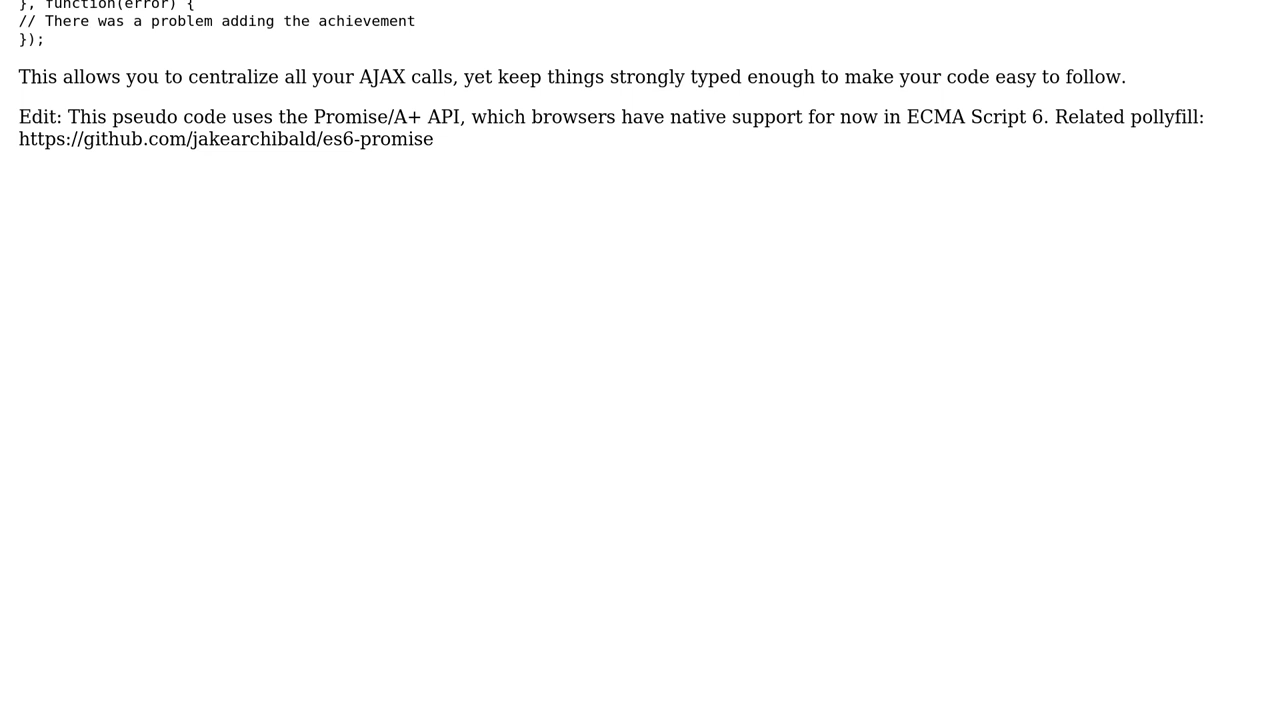 }, function(error) {
// There was a problem adding the achievement
});
This allows you to centralize all your AJAX calls, yet keep things strongly typed enough to make your code easy to follow.
Edit: This pseudo code uses the Promise/A+ API, which browsers have native support for now in ECMA Script 6. Related pollyfill:
https://github.com/jakearchibald/es6-promise